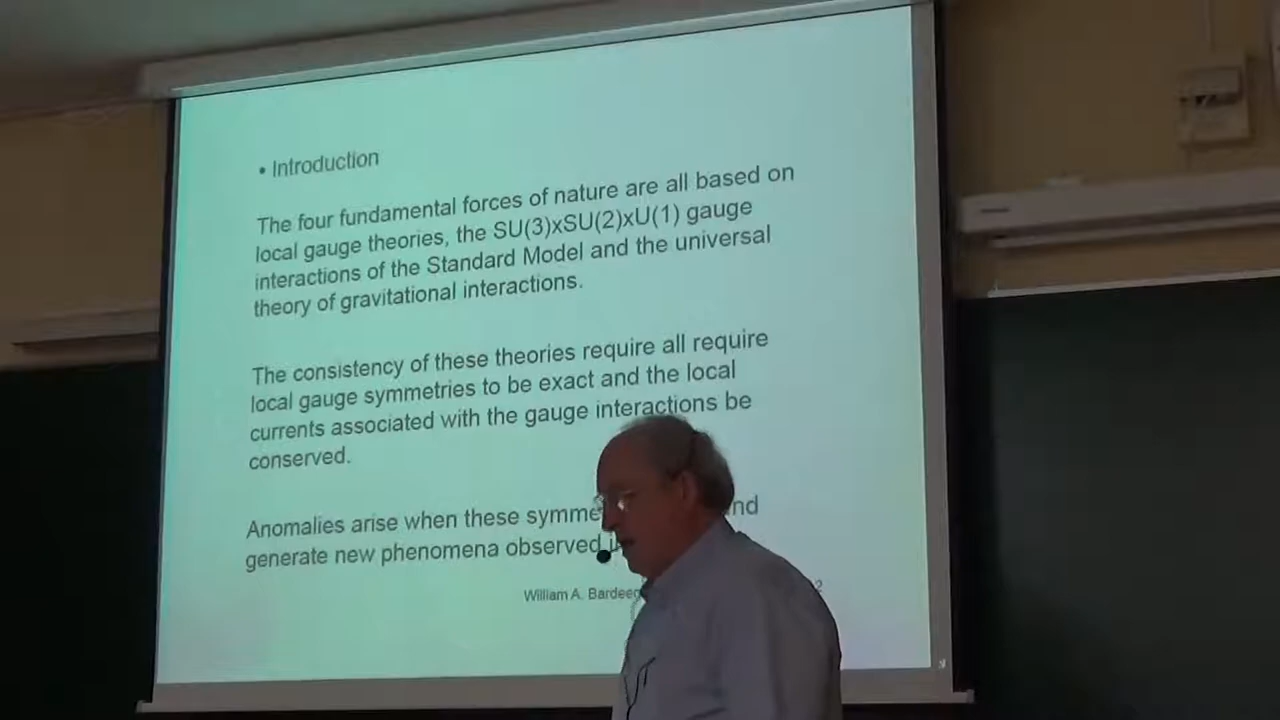 • Introduction
The four fundamental forces of nature are all based on
local gauge theories, the SU(3)xSU(2)xU(1) gauge
interactions of the Standard Model and the universal
theory of gravitational interactions.
The consistency of these theories require all require
local gauge symmetries to be exact and the local
currents associated with the gauge interactions be
conserved.
Anomalies arise when these
generate new phenomena observed
William A. 2